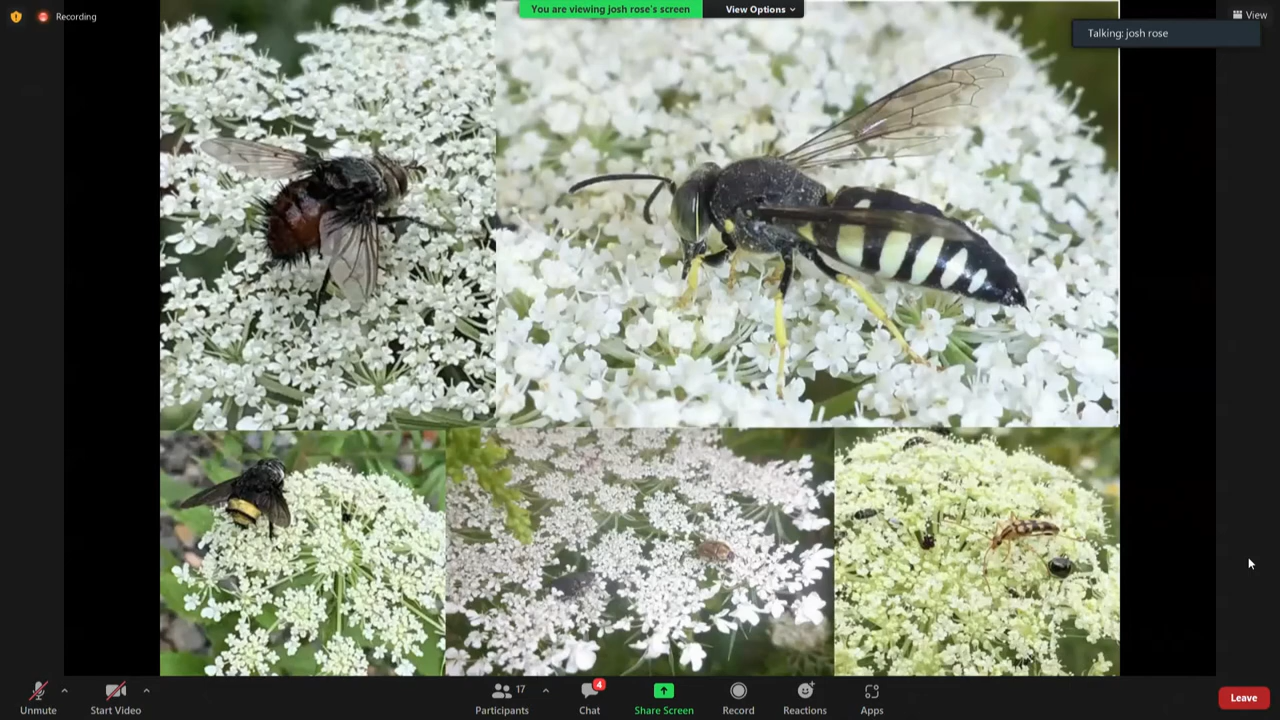 Recording
You are viewing josh rose's screen
View Options
View
Talking: josh rose
Unmute
Start Video
17
Participants
4
Chat
Share Screen
Record
Reactions
Apps
Leave